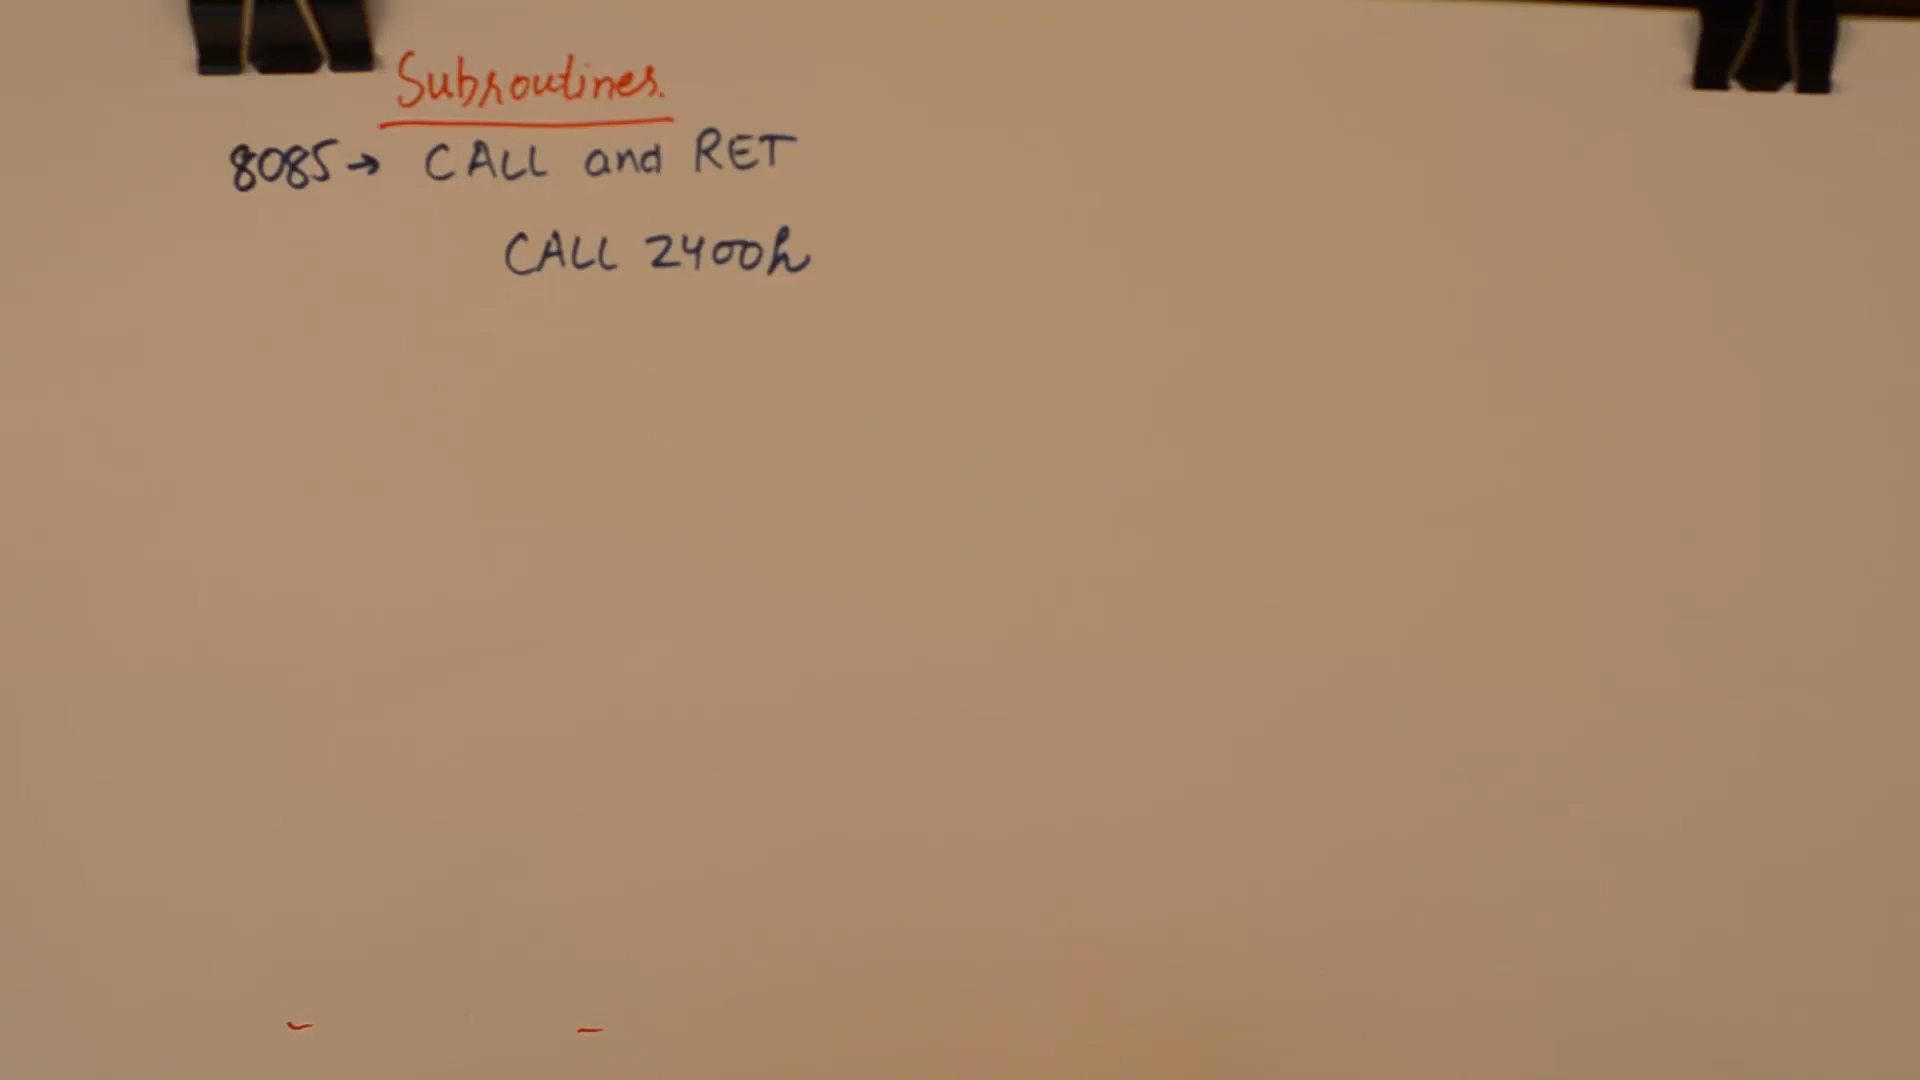 Subroutines.
8085→ CALL and RET
CALL 2400h